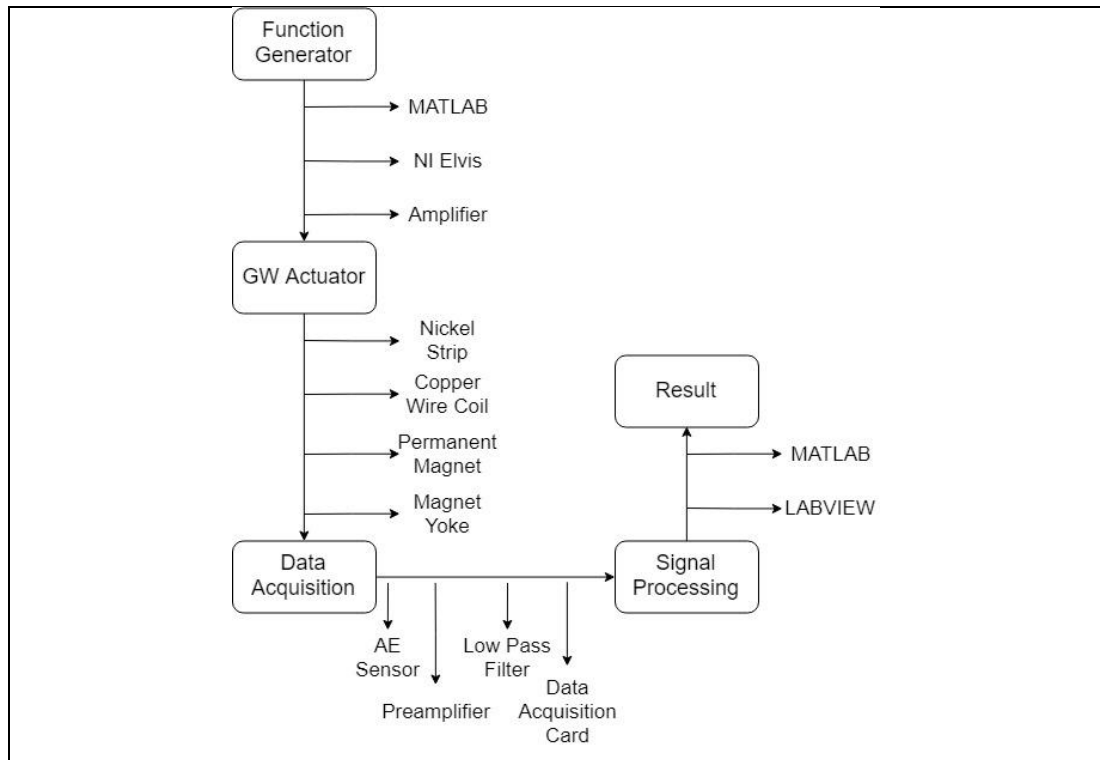 Function
Generator
MATLAB
NI Elvis
Amplifier
GW Actuator
Nickel
Strip
Copper
Wire Coil
Permanent
Magnet
Magnet
Yoke
Data
Acquisition
AE
Sensor
Preamplifier
Low Pass
Filter
Data
Acquisition
Card
Signal
Processing
LABVIEW
MATLAB
Result